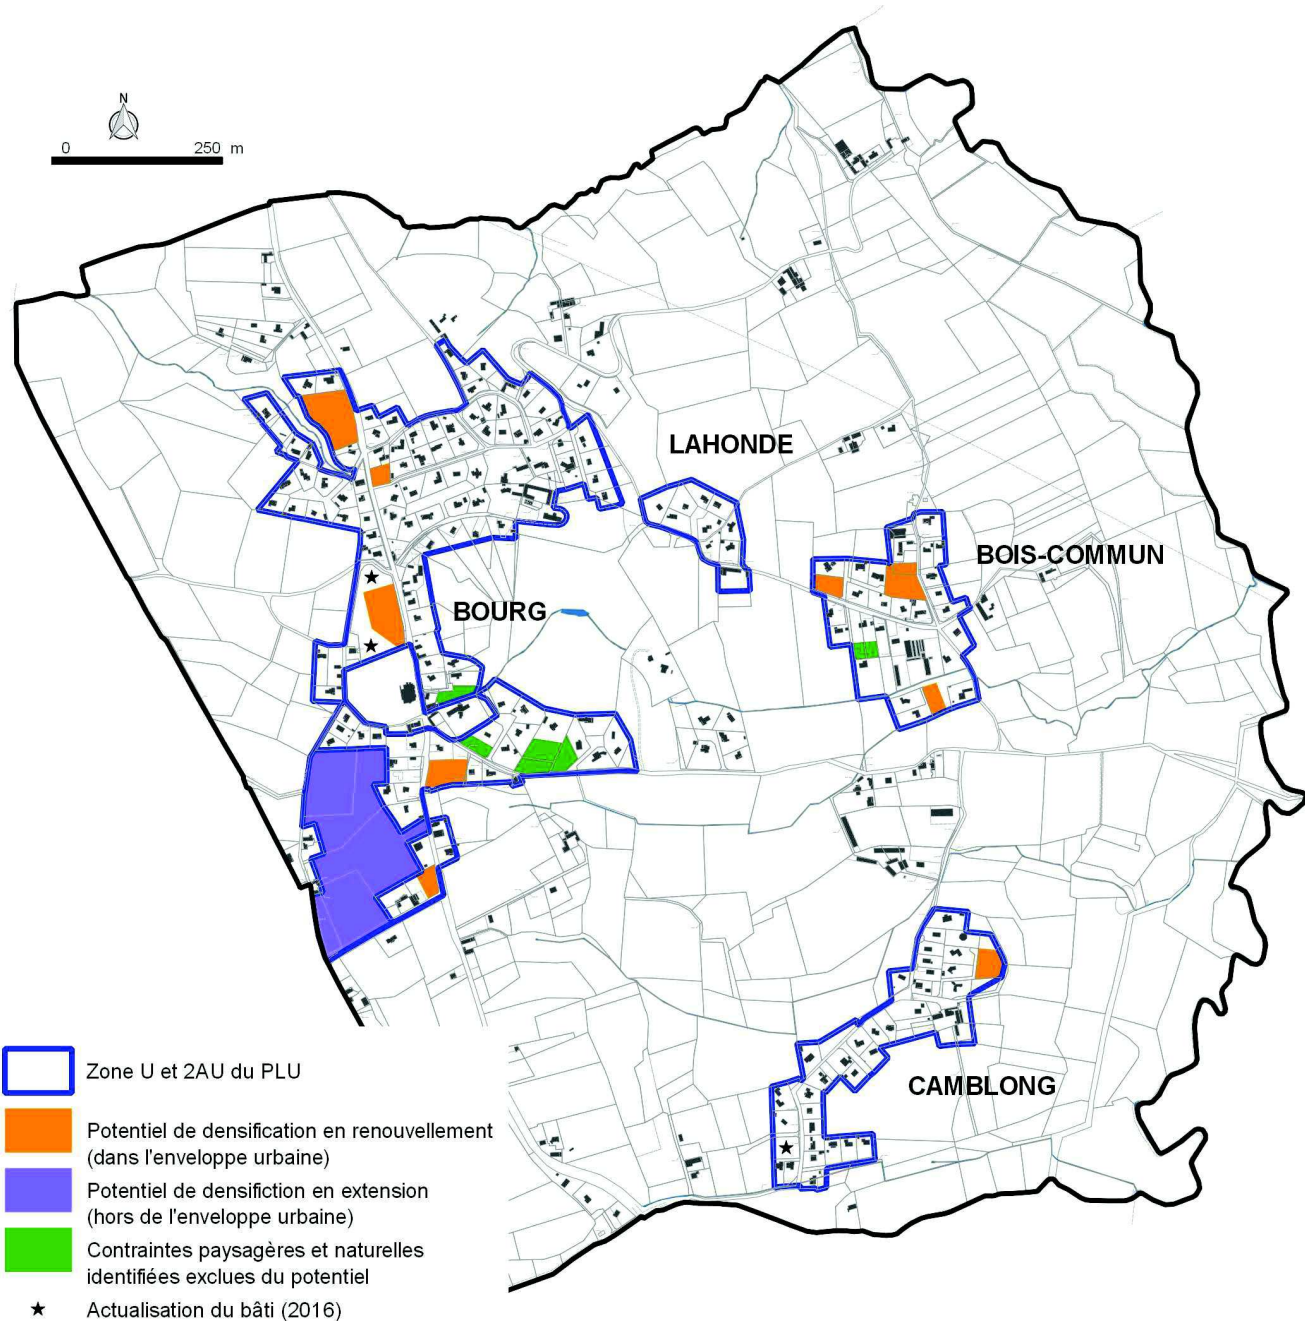 N
0 250 m
LAHONDE
BOIS-COMMUN
BOURG
CAMBLONG
Zone U et 2AU du PLU
Potentiel de densification en renouvellement
(dans l'enveloppe urbaine)
Potentiel de densifiction en extension
(hors de l'enveloppe urbaine)
Contraintes paysagères et naturelles
identifiées exclues du potentiel
Actualisation du bâti (2016)